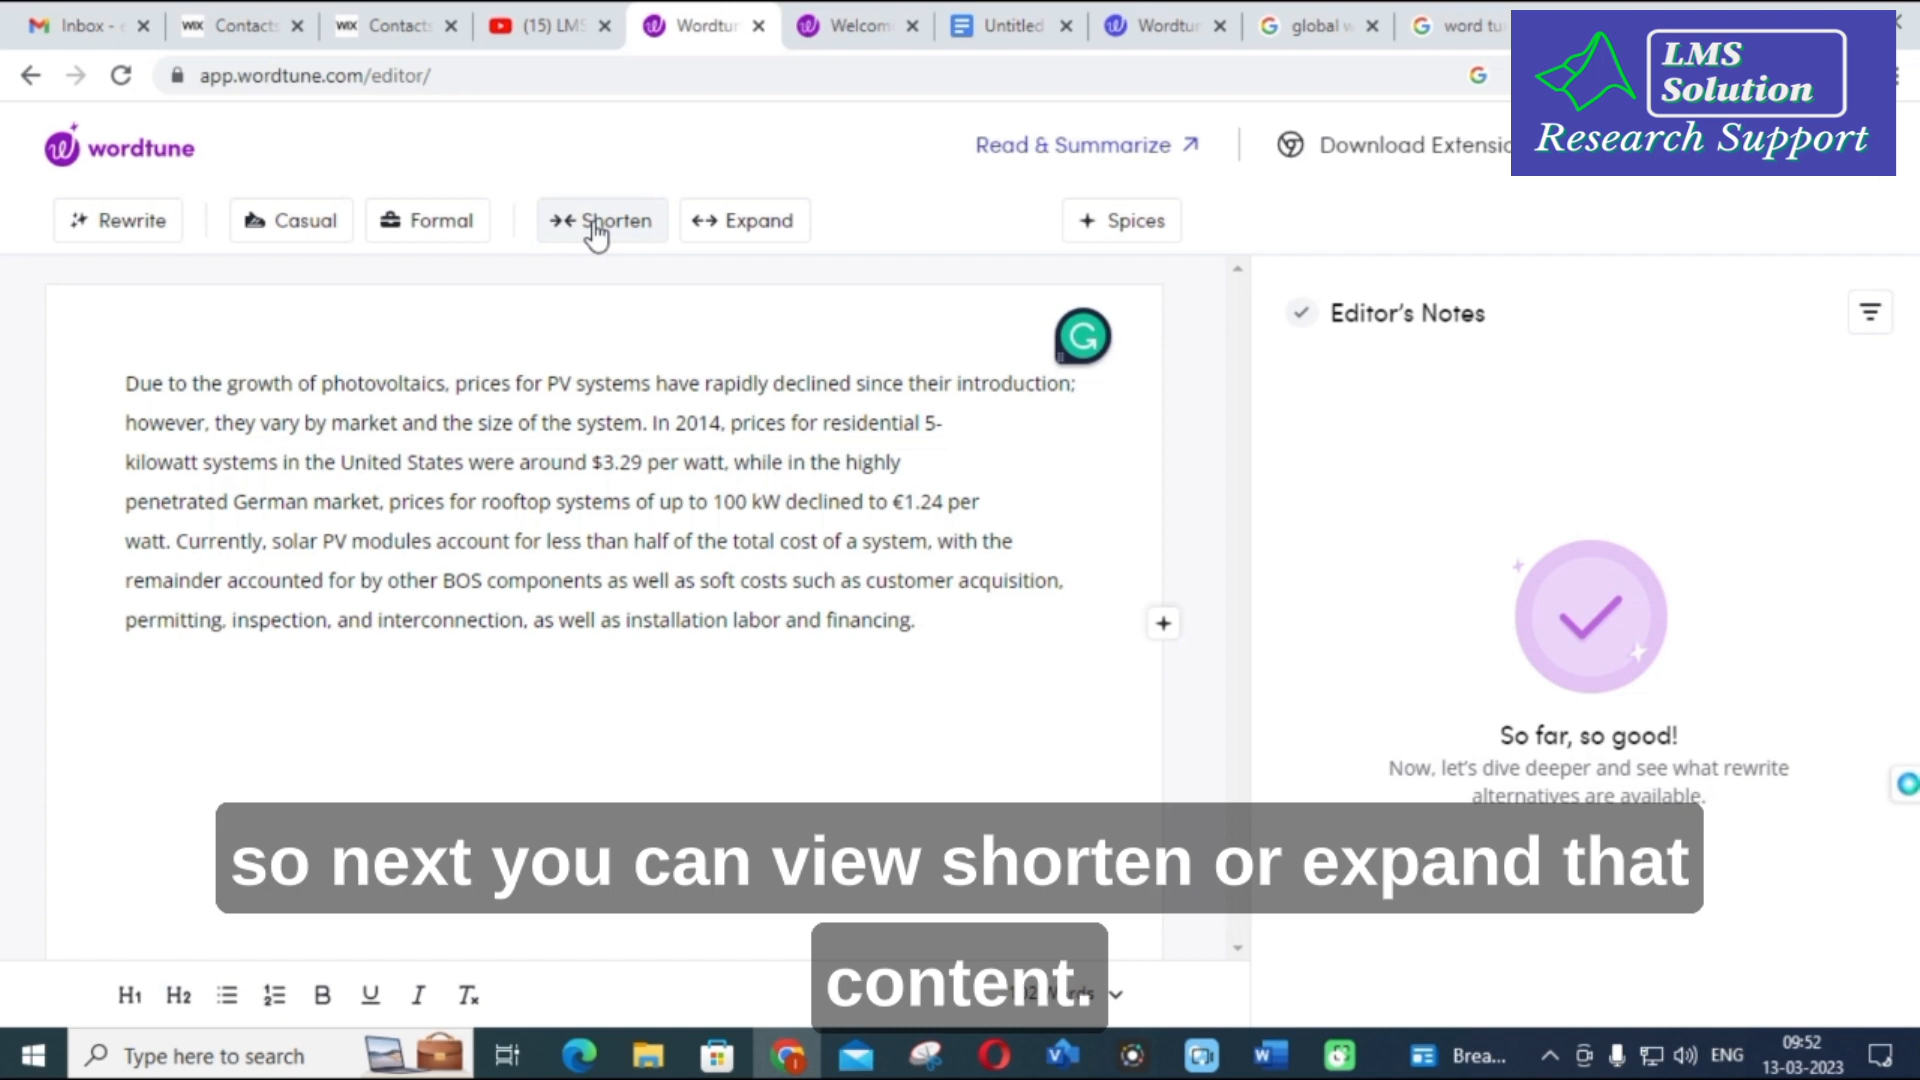 Inbox -
WIX Contact
WIX Contact
(15) LMS
Wordtun
Welcom
Untitled
Wordtun
global w
word tu
app.wordtune.com/editor/
LMS
Solution
Research Support
wordtune
Read & Summarize
Download Extensio
Rewrite
Casual
Formal
Shorten
Expand
Spices
Editor's Notes
Due to the growth of photovoltaics, prices for PV systems have rapidly declined since their introduction;
however, they vary by market and the size of the system. In 2014, prices for residential 5-
kilowatt systems in the United States were around $3.29 per watt, while in the highly
penetrated German market, prices for rooftop systems of up to 100 kW declined to €1.24 per
watt. Currently, solar PV modules account for less than half of the total cost of a system, with the
remainder accounted for by other BOS components as well as soft costs such as customer acquisition,
permitting, inspection, and interconnection, as well as installation labor and financing.
So far, so good!
Now, let's dive deeper and see what rewrite
alternatives are available.
so next you can view shorten or expand that
content.
H1 H2 B U I Tx
Type here to search
Brea...
ENG
09:52
13-03-2023